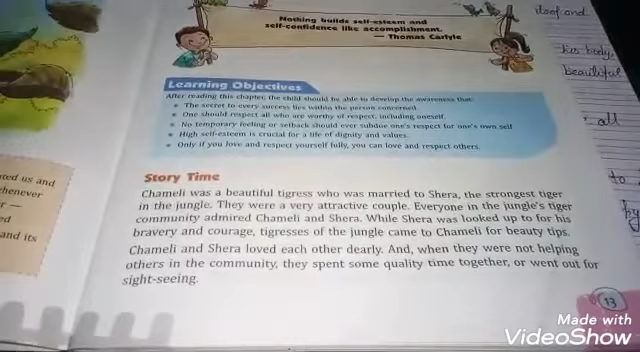 Nothing builds self-esteem and
self-confidence like accomplishment.
— Thomas Carlyle
Learning Objectives
After reading this chapter, the child should be able to develop the awareness that:
• The secret to every success lies within the person concerned.
• One should respect all who are worthy of respect, including oneself.
• No temporary feeling or setback should ever subdue one's respect for one's own self
• High self-esteem is crucial for a life of dignity and values.
• Only if you love and respect yourself fully, you can love and respect others.
Story Time
Chameli was a beautiful tigress who was married to Shera, the strongest tiger
in the jungle. They were a very attractive couple. Everyone in the jungle's tiger
community admired Chameli and Shera. While Shera was looked up to for his
bravery and courage, tigresses of the jungle came to Chameli for beauty tips.
Chameli and Shera loved each other dearly. And, when they were not helping
others in the community, they spent some quality time together, or went out for
sight-seeing.
13
us and
whenever
and its
and
body,
beautiful
all
to
Made with
VideoShow